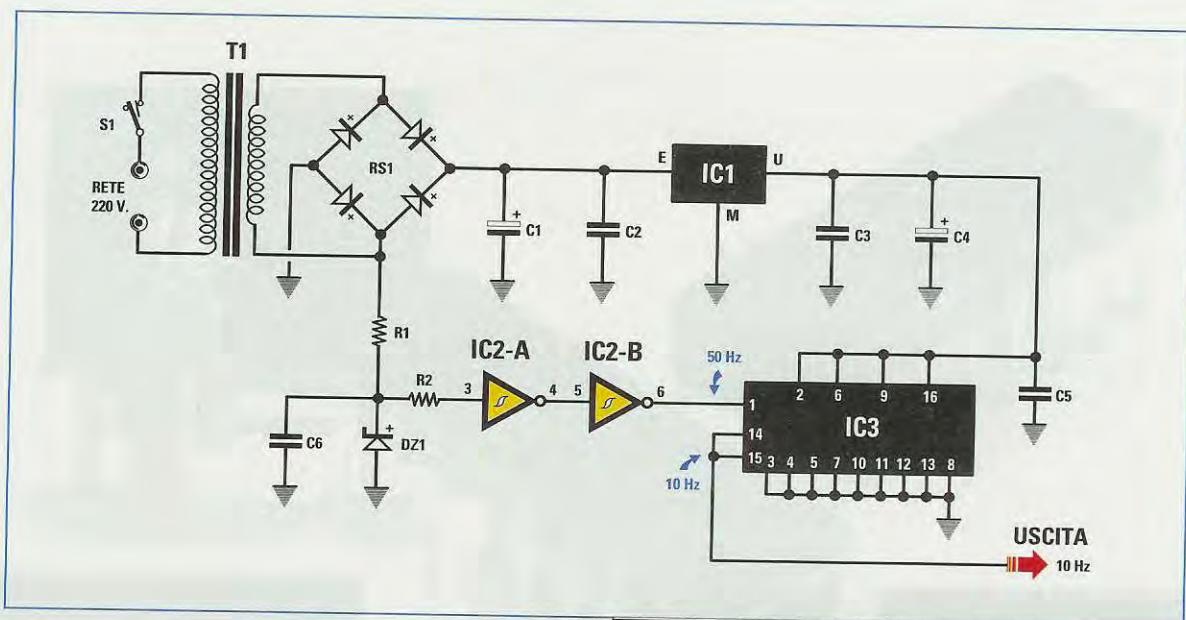 T1
S1
RETE
220 V.
RS1
+
C1
C2
E
IC1
U
M
C3
+
C4
R1
IC2-A
IC2-B
R2
3
4
5
6
50 Hz
C6
+
DZ1
2
6
9
16
1
14
15
IC3
3
4
5
7
10
11
12
13
8
10 Hz
C5
USCITA
10 Hz